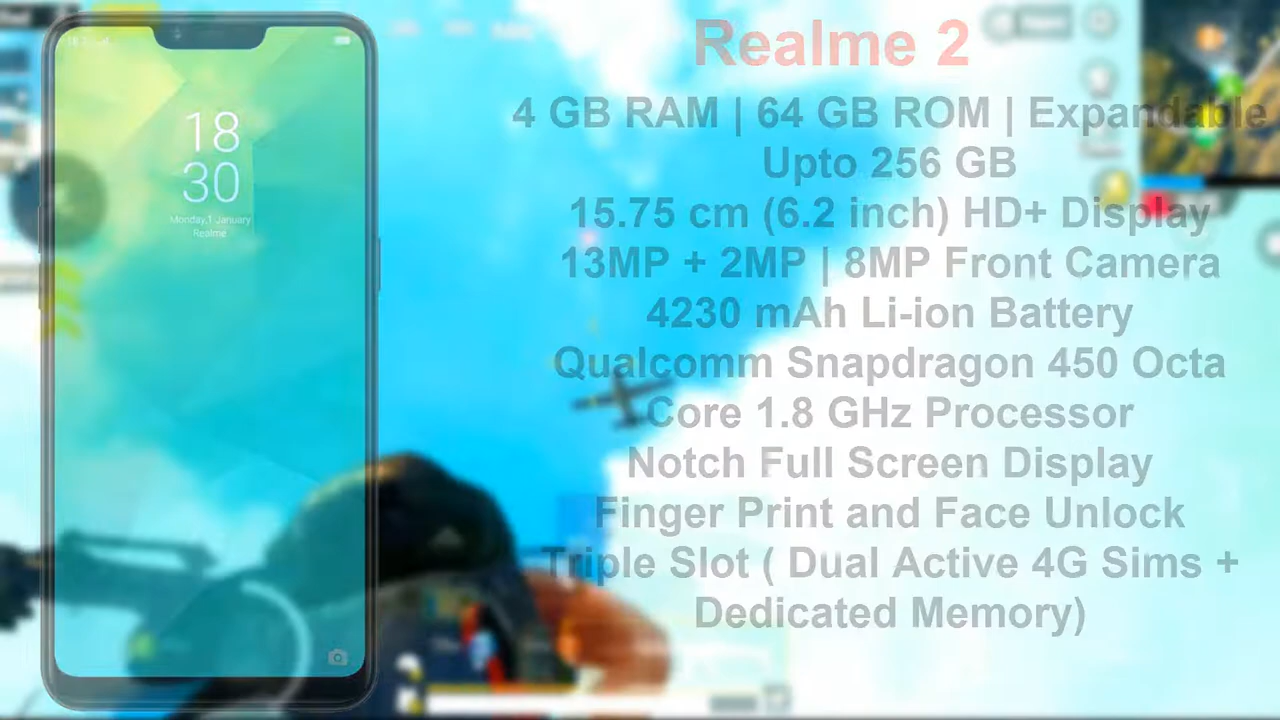 Realme 2
4 GB RAM | 64 GB ROM | Expandable
Upto 256 GB
15.75 cm (6.2 inch) HD+ Display
13MP + 2MP | 8MP Front Camera
4230 mAh Li-ion Battery
Qualcomm Snapdragon 450 Octa
Core 1.8 GHz Processor
Notch Full Screen Display
Finger Print and Face Unlock
Triple Slot ( Dual Active 4G Sims +
Dedicated Memory)
18
30
Monday,1 January
Realme